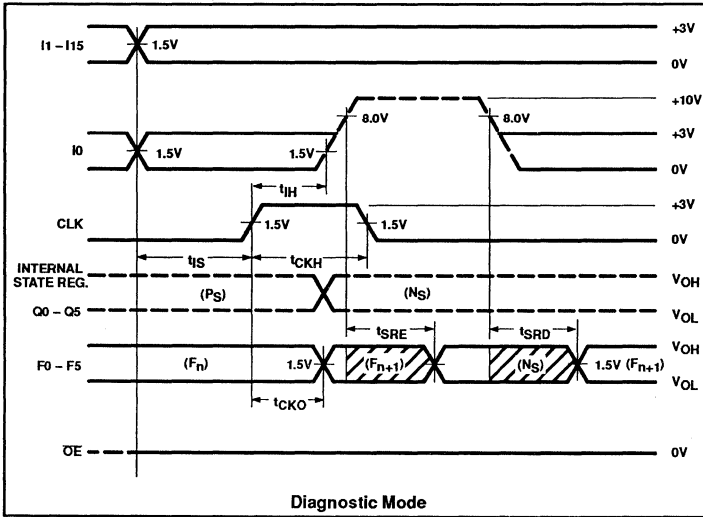 I1 – I15 1.5V +3V
0V
+10V
8.0V 8.0V
+3V
I0 1.5V 1.5V
0V
tIH
+3V
CLK 1.5V 1.5V
0V
tIS tCKH
INTERNAL
STATE REG.
VOH
(PS) (NS)
Q0 – Q5 VOL
tSRE tSRD
VOH
F0 – F5 (Fn) 1.5V (Fn+1) (NS) 1.5V (Fn+1)
VOL
tCKO
OE 0V
Diagnostic Mode